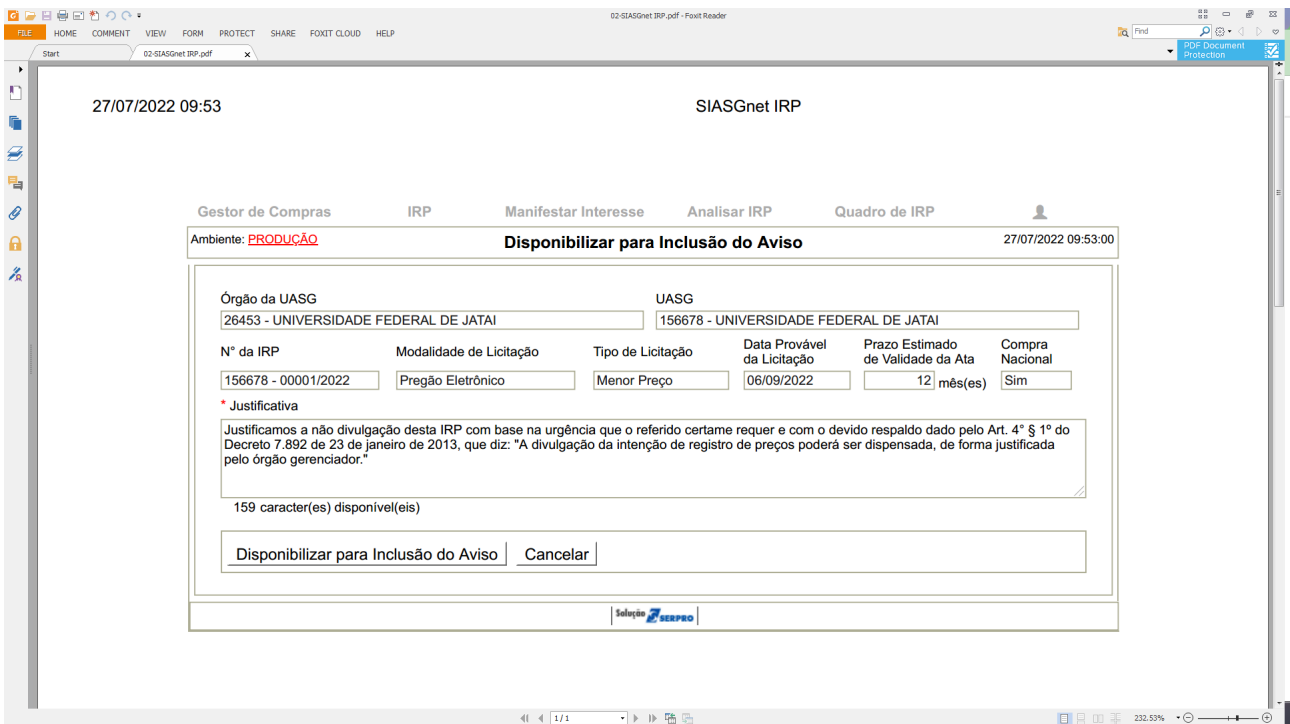 02-SIASGnet IRP.pdf - Foxit Reader
FILE HOME COMMENT VIEW FORM PROTECT SHARE FOXIT CLOUD HELP
Find
Start 02-SIASGnet IRP.pdf x
PDF Document
Protection
27/07/2022 09:53 SIASGnet IRP
Gestor de Compras IRP Manifestar Interesse Analisar IRP Quadro de IRP
Ambiente: PRODUÇÃO Disponibilizar para Inclusão do Aviso 27/07/2022 09:53:00
Órgão da UASG UASG
26453 - UNIVERSIDADE FEDERAL DE JATAI 156678 - UNIVERSIDADE FEDERAL DE JATAI
N° da IRP Modalidade de Licitação Tipo de Licitação Data Provável da Licitação Prazo Estimado de Validade da Ata Compra Nacional
156678 - 00001/2022 Pregão Eletrônico Menor Preço 06/09/2022 12 mês(es) Sim
* Justificativa
Justificamos a não divulgação desta IRP com base na urgência que o referido certame requer e com o devido respaldo dado pelo Art. 4° § 1º do
Decreto 7.892 de 23 de janeiro de 2013, que diz: "A divulgação da intenção de registro de preços poderá ser dispensada, de forma justificada
pelo órgão gerenciador."
159 caracter(es) disponível(eis)
Disponibilizar para Inclusão do Aviso Cancelar
Solução SERPRO
1/1 232.53%